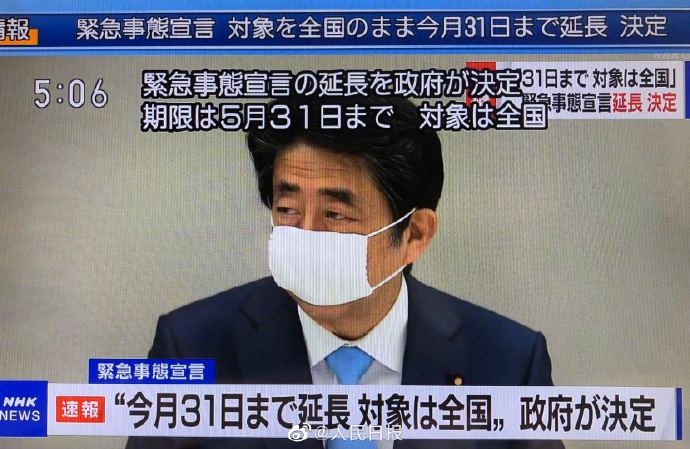 情報
緊急事態宣言 対象を全国のまま今月31日まで延長 決定
5:06
緊急事態宣言の延長を政府が決定
期限は5月31日まで 対象は全国
31日まで 対象は全国」
緊急事態宣言延長 決定
緊急事態宣言
NHK
NEWS
速報
“今月31日まで延長 対象は全国„ 政府が決定
@人民日报